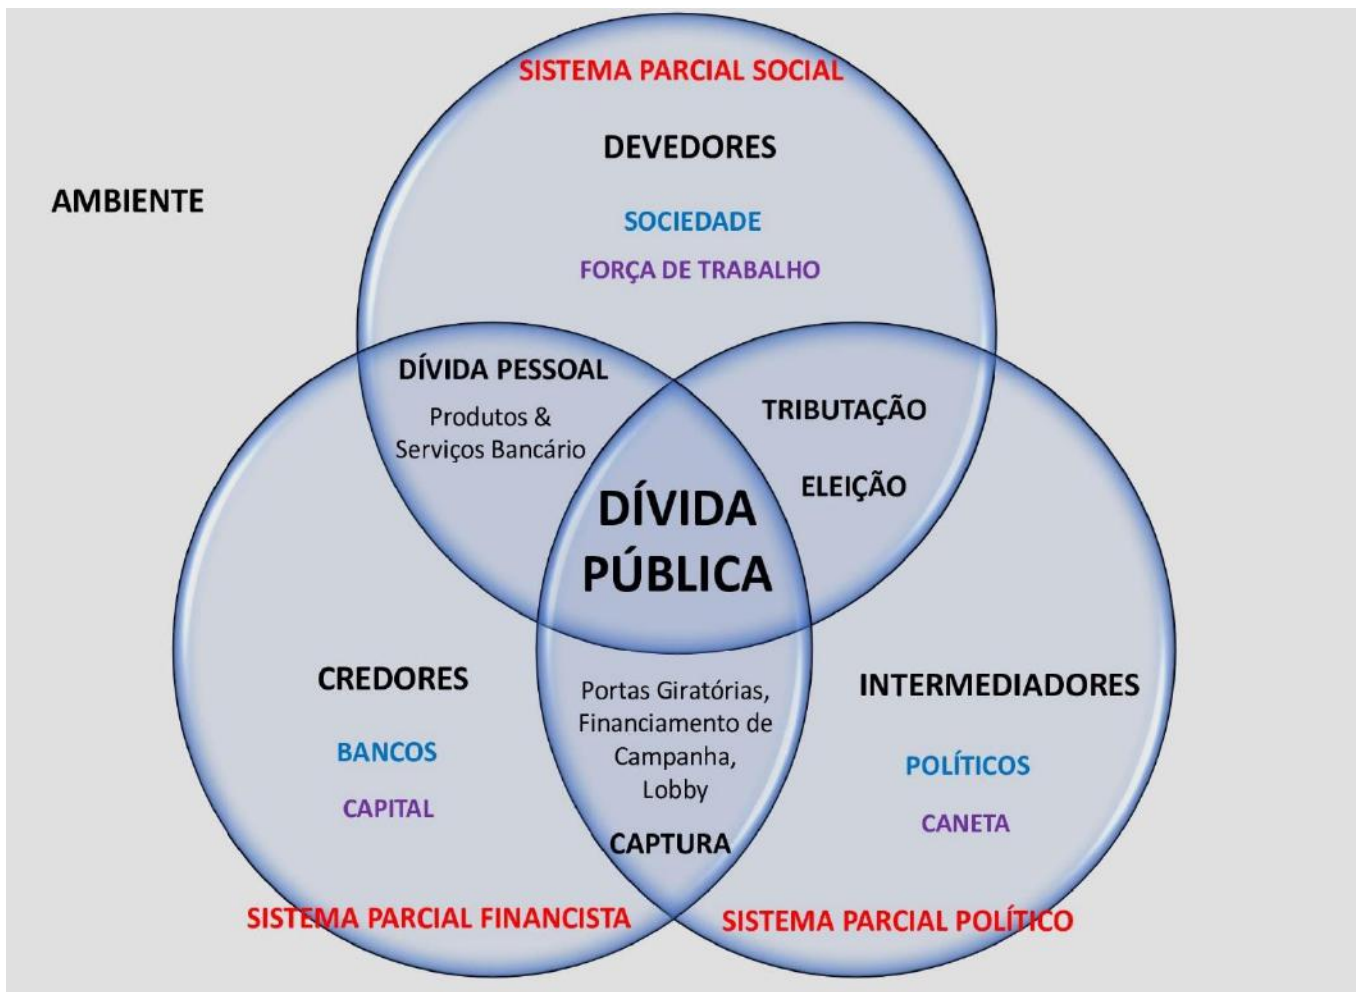 SISTEMA PARCIAL SOCIAL
DEVEDORES
AMBIENTE
SOCIEDADE
FORÇA DE TRABALHO
DÍVIDA PESSOAL
Produtos &
Serviços Bancário
TRIBUTAÇÃO
ELEIÇÃO
DÍVIDA
PÚBLICA
CREDORES
BANCOS
CAPITAL
Portas Giratórias,
Financiamento de
Campanha,
Lobby
CAPTURA
INTERMEDIADORES
POLÍTICOS
CANETA
SISTEMA PARCIAL FINANCISTA
SISTEMA PARCIAL POLÍTICO